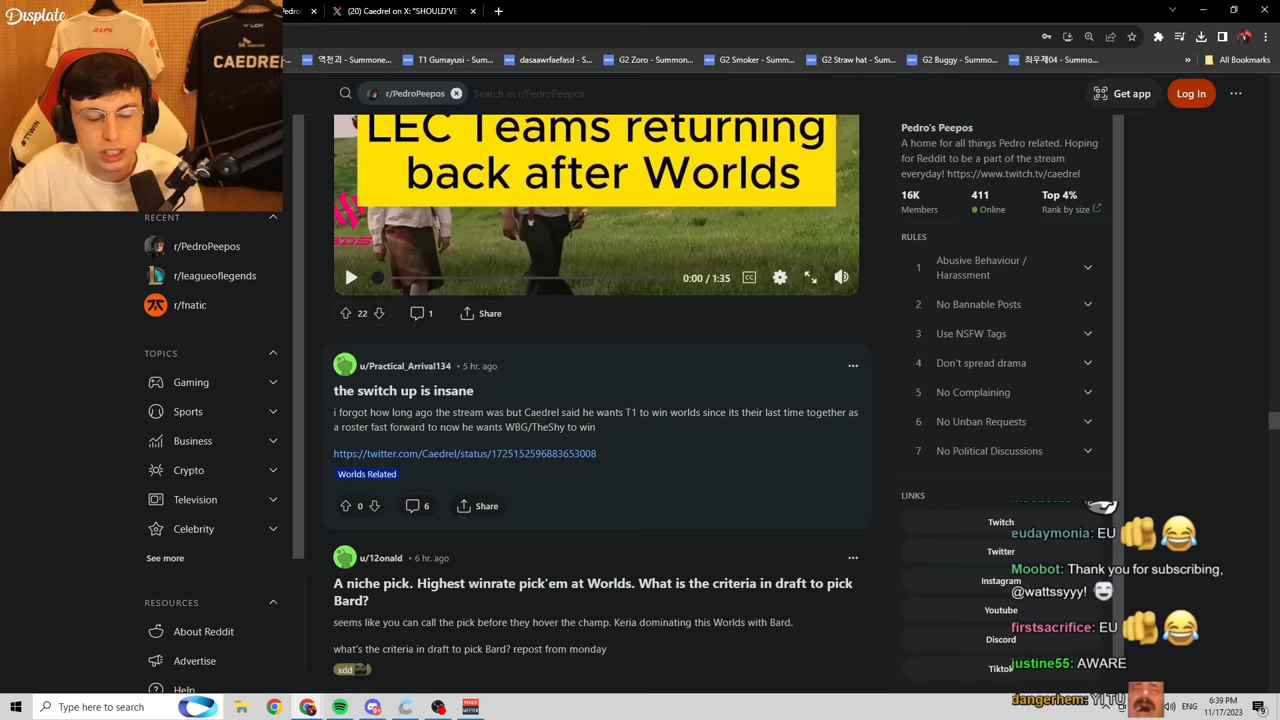 Displate
LPL
SK
CAEDREL
#TWIN
(20) Caedrel on X: "SHOULD'VE
역천괴 - Summone...
T1 Gumayusi - Summ...
dasaawrfaefasd - S...
G2 Zoro - Summon...
G2 Smoker - Summ...
G2 Straw hat - Summ...
G2 Buggy - Summ...
최우제04 - Summo...
All Bookmarks
r/PedroPeepos
Search in r/PedroPeepos
Get app
Log In
LEC Teams returning
back after Worlds
0:00 / 1:35
22
1
Share
RECENT
r/PedroPeepos
r/leagueoflegends
r/fnatic
TOPICS
Gaming
Sports
Business
Crypto
Television
Celebrity
See more
RESOURCES
About Reddit
Advertise
Help
u/Practical_Arrival134 • 5 hr. ago
the switch up is insane
i forgot how long ago the stream was but Caedrel said he wants T1 to win worlds since its their last time together as
a roster fast forward to now he wants WBG/TheShy to win
https://twitter.com/Caedrel/status/1725152596883653008
Worlds Related
0
6
Share
u/12onald • 6 hr. ago
A niche pick. Highest winrate pick'em at Worlds. What is the criteria in draft to pick
Bard?
seems like you can call the pick before they hover the champ. Keria dominating this Worlds with Bard.
what's the criteria in draft to pick Bard? repost from monday
xdd
Pedro's Peepos
A home for all things Pedro related. Hoping
for Reddit to be a part of the stream
everyday! https://www.twitch.tv/caedrel
16K
Members
411
Online
Top 4%
Rank by size
RULES
1 Abusive Behaviour /
Harassment
2 No Bannable Posts
3 Use NSFW Tags
4 Don't spread drama
5 No Complaining
6 No Unban Requests
7 No Political Discussions
LINKS
Twitch
Twitter
Instagram
Youtube
Discord
Tiktok
eudaymonia: EU
Moobot: Thank you for subscribing,
@wattssyyy!
firstsacrifice: EU
justine55: AWARE
dangerhem: YI TU
Type here to search
ENG
6:39 PM
11/17/2023